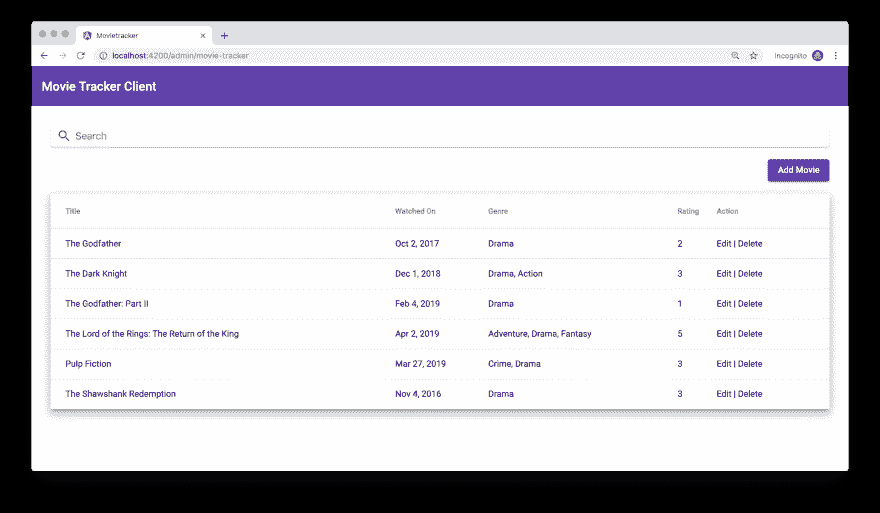 Movietracker
localhost:4200/admin/movie-tracker
Incognito
Movie Tracker Client
Search
Add Movie
Title Watched On Genre Rating Action
The Godfather Oct 2, 2017 Drama 2 Edit | Delete
The Dark Knight Dec 1, 2018 Drama, Action 3 Edit | Delete
The Godfather: Part II Feb 4, 2019 Drama 1 Edit | Delete
The Lord of the Rings: The Return of the King Apr 2, 2019 Adventure, Drama, Fantasy 5 Edit | Delete
Pulp Fiction Mar 27, 2019 Crime, Drama 3 Edit | Delete
The Shawshank Redemption Nov 4, 2016 Drama 3 Edit | Delete